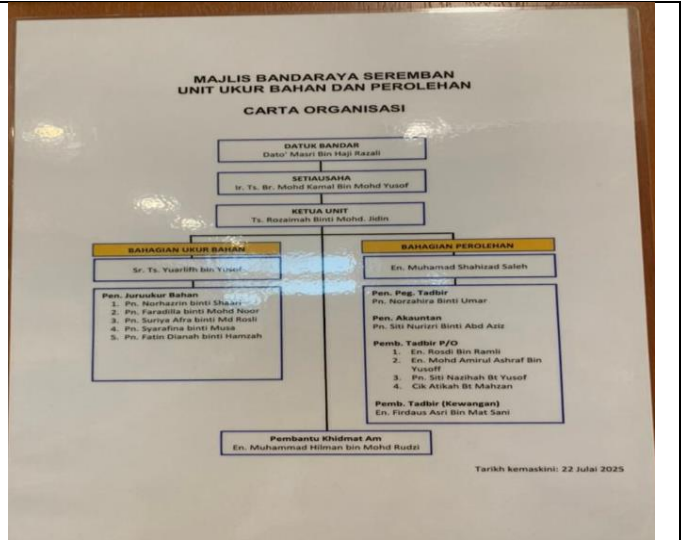 MAJLIS BANDARAYA SEREMBAN
UNIT UKUR BAHAN DAN PEROLEHAN
CARTA ORGANISASI
DATUK BANDAR
Dato' Masri Bin Haji Razali
SETIAUSAHA
Ir. Ts. Br. Mohd Kamal Bin Mohd Yusof
KETUA UNIT
Ts. Rozaimah Binti Mohd. Jidin
BAHAGIAN UKUR BAHAN
Sr. Ts. Yuarlifh bin Yusof
Pen. Juruukur Bahan
1. Pn. Norhazrin binti Shaari
2. Pn. Faradilla binti Mohd Noor
3. Pn. Suriya Afra binti Md Rosli
4. Pn. Syarafina binti Musa
5. Pn. Fatin Dianah binti Hamzah
BAHAGIAN PEROLEHAN
En. Muhamad Shahizad Saleh
Pen. Peg. Tadbir
Pn. Norzahira Binti Umar
Pen. Akauntan
Pn. Siti Nurizri Binti Abd Aziz
Pemb. Tadbir P/O
1. En. Rosdi Bin Ramli
2. En. Mohd Amirul Ashraf Bin
Yusoff
3. Pn. Siti Nazihah Bt Yusof
4. Cik Atikah Bt Mahzan
Pemb. Tadbir (Kewangan)
En. Firdaus Asri Bin Mat Sani
Pembantu Khidmat Am
En. Muhammad Hilman bin Mohd Rudzi
Tarikh kemaskini: 22 Julai 2025